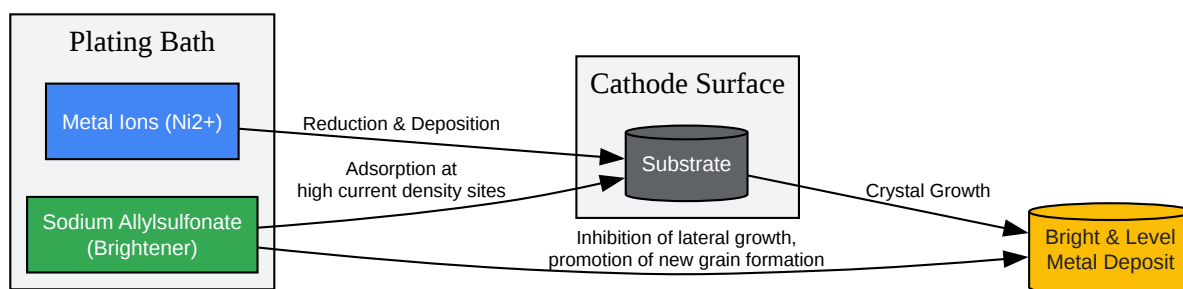 Plating Bath
Metal Ions (Ni2+)
Sodium Allylsulfonate
(Brightener)
Reduction & Deposition
Adsorption at
high current density sites
Cathode Surface
Substrate
Inhibition of lateral growth,
promotion of new grain formation
Crystal Growth
Bright & Level
Metal Deposit